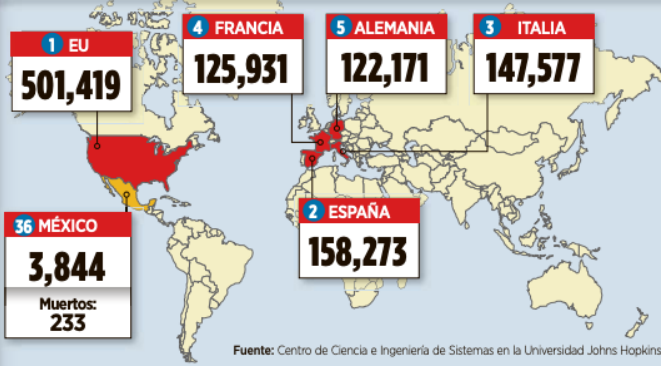 1 EU
501,419
4 FRANCIA
125,931
5 ALEMANIA
122,171
3 ITALIA
147,577
2 ESPAÑA
158,273
36 MÉXICO
3,844
Muertos:
233
Fuente: Centro de Ciencia e Ingeniería de Sistemas en la Universidad Johns Hopkins